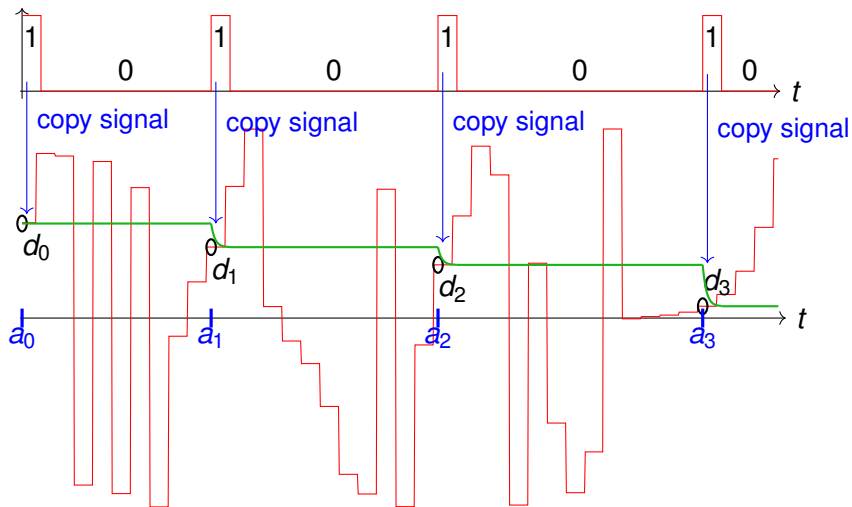 1 1 1 1
0 0 0 0
t
copy signal copy signal copy signal copy signal
d₀ d₁ d₂ d₃
t
a₀ a₁ a₂ a₃